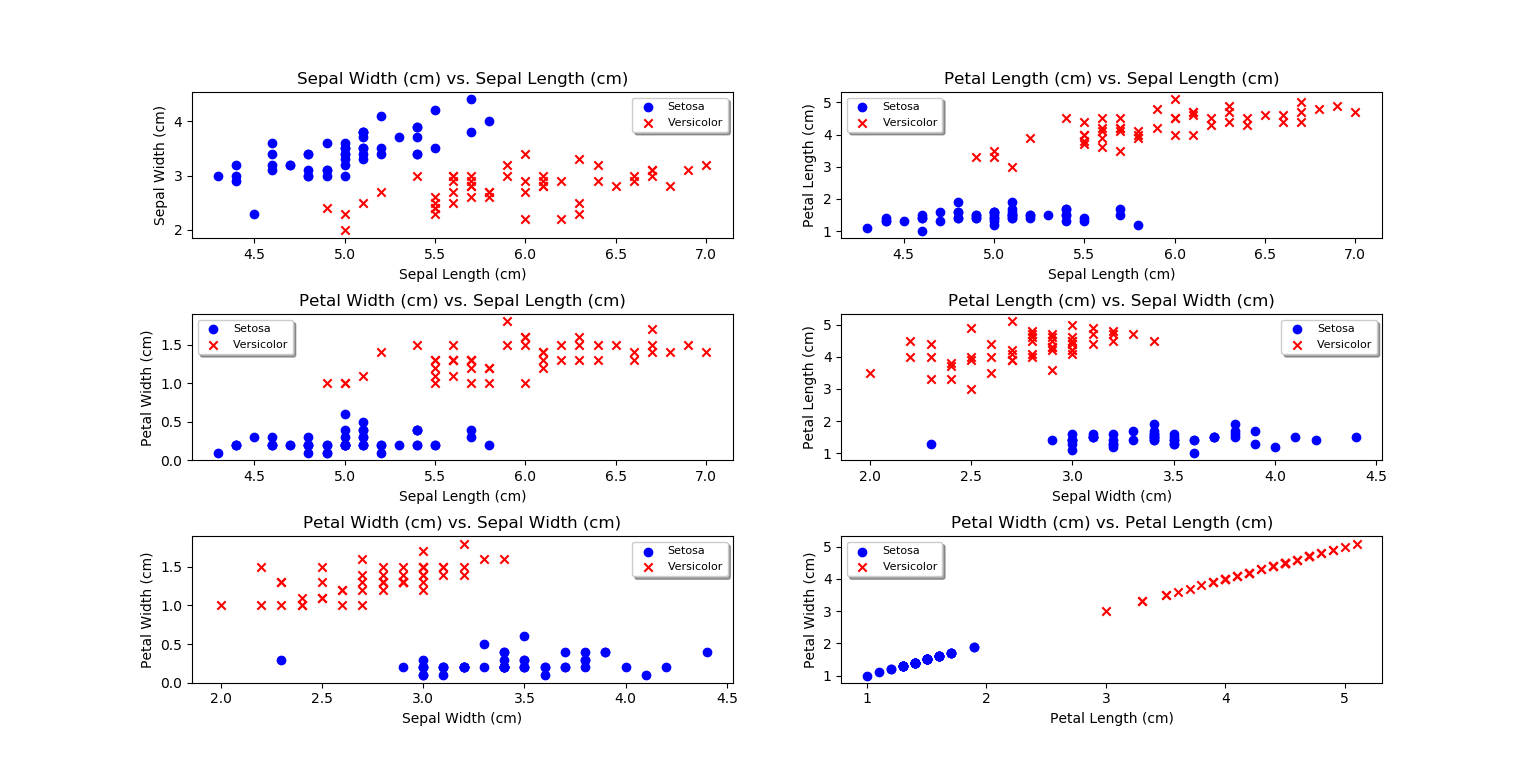 Sepal Width (cm) vs. Sepal Length (cm)
Setosa
Versicolor
Sepal Width (cm)
4
3
2
4.5 5.0 5.5 6.0 6.5 7.0
Sepal Length (cm)
Petal Length (cm) vs. Sepal Length (cm)
Setosa
Versicolor
Petal Length (cm)
5
4
3
2
1
4.5 5.0 5.5 6.0 6.5 7.0
Sepal Length (cm)
Petal Width (cm) vs. Sepal Length (cm)
Setosa
Versicolor
Petal Width (cm)
1.5
1.0
0.5
0.0
4.5 5.0 5.5 6.0 6.5 7.0
Sepal Length (cm)
Petal Length (cm) vs. Sepal Width (cm)
Setosa
Versicolor
Petal Length (cm)
5
4
3
2
1
2.0 2.5 3.0 3.5 4.0 4.5
Sepal Width (cm)
Petal Width (cm) vs. Sepal Width (cm)
Setosa
Versicolor
Petal Width (cm)
1.5
1.0
0.5
0.0
2.0 2.5 3.0 3.5 4.0 4.5
Sepal Width (cm)
Petal Width (cm) vs. Petal Length (cm)
Setosa
Versicolor
Petal Width (cm)
5
4
3
2
1
1 2 3 4 5
Petal Length (cm)